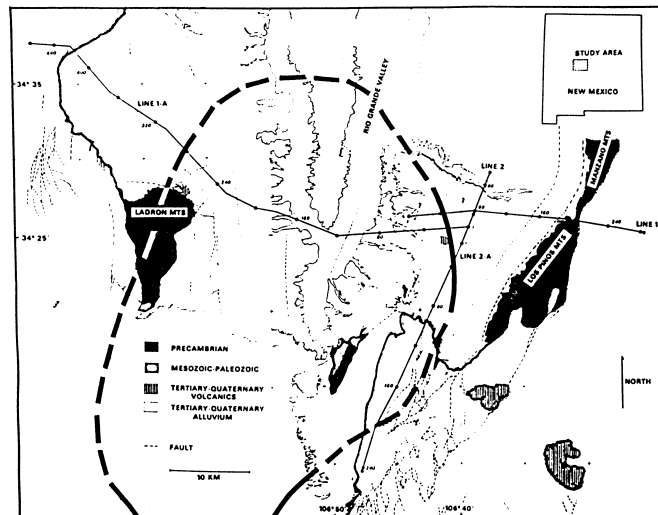 STUDY AREA
NEW MEXICO
34° 35
LINE 1-A
RIO GRANDE VALLEY
MANZANO MTS
LINE 2
LADRON MTS
LINE 1
34° 25
LINE 2-A
LOS PINOS MTS
PRECAMBRIAN
MESOZOIC-PALEOZOIC
TERTIARY-QUATERNARY
VOLCANICS
TERTIARY-QUATERNARY
ALLUVIUM
FAULT
NORTH
10 KM
106° 50'
106° 40'